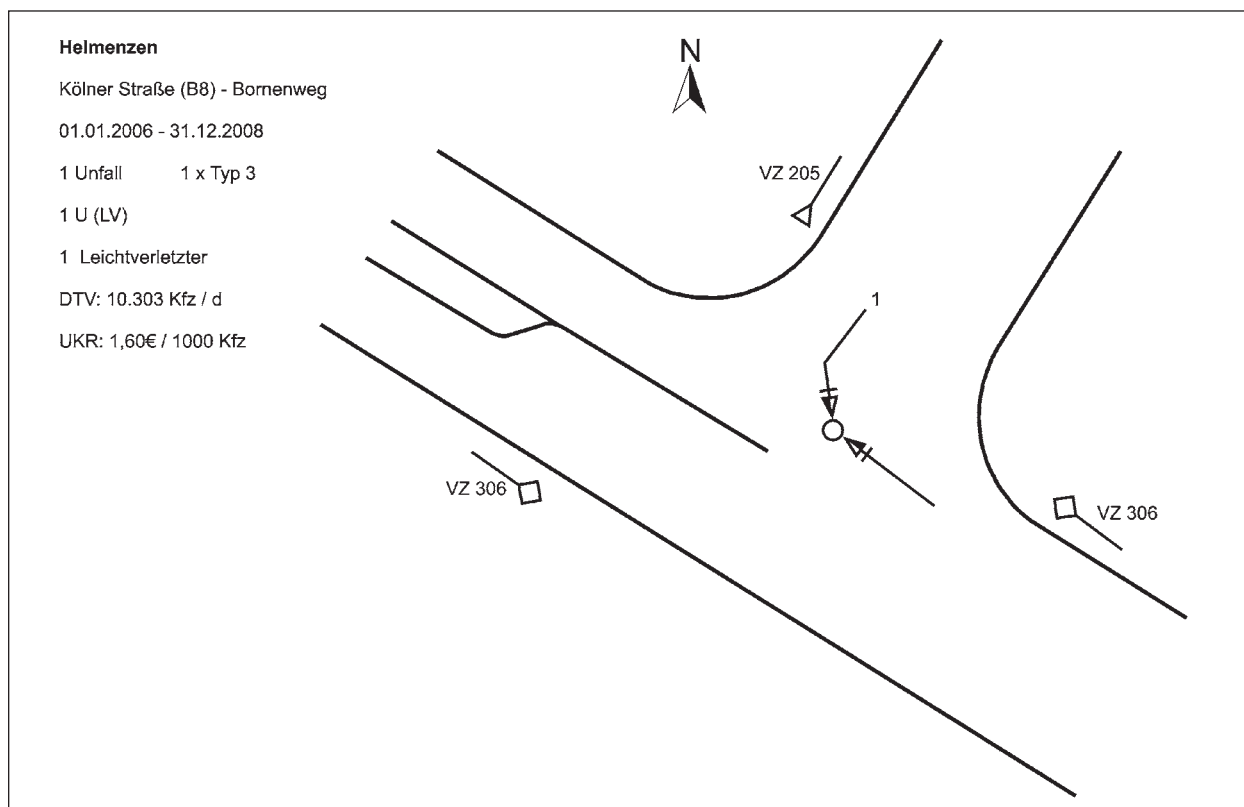 Helmenzen
Kölner Straße (B8) - Bornenweg
01.01.2006 - 31.12.2008
1 Unfall 1 x Typ 3
1 U (LV)
1 Leichtverletzter
DTV: 10.303 Kfz / d
UKR: 1,60€ / 1000 Kfz
N
VZ 205
1
VZ 306
VZ 306